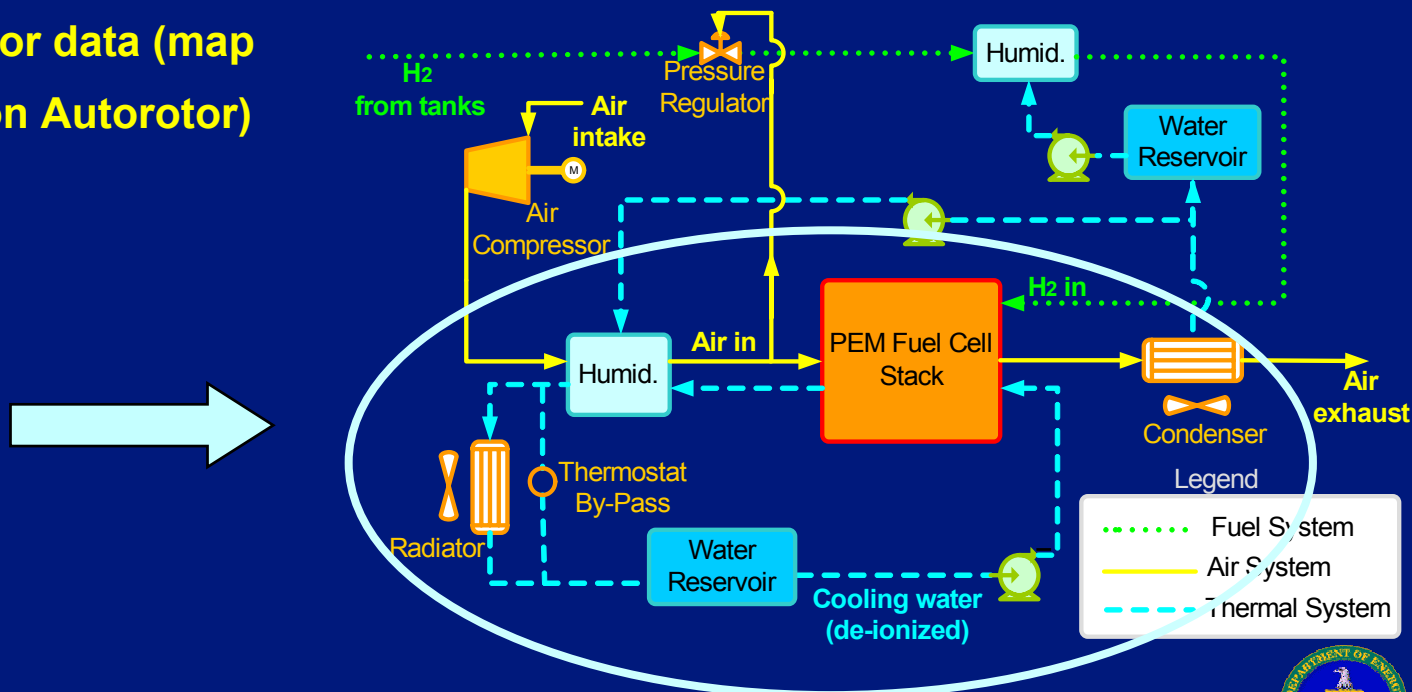 or data (map
on Autorotor)
H2
from tanks
Pressure
Regulator
Humid.
Air
intake
Water
Reservoir
M
Air
Compressor
H2 in
Air in
PEM Fuel Cell
Stack
Humid.
Air
exhaust
Condenser
Thermostat
By-Pass
Radiator
Water
Reservoir
Cooling water
(de-ionized)
Legend
Fuel System
Air System
Thermal System